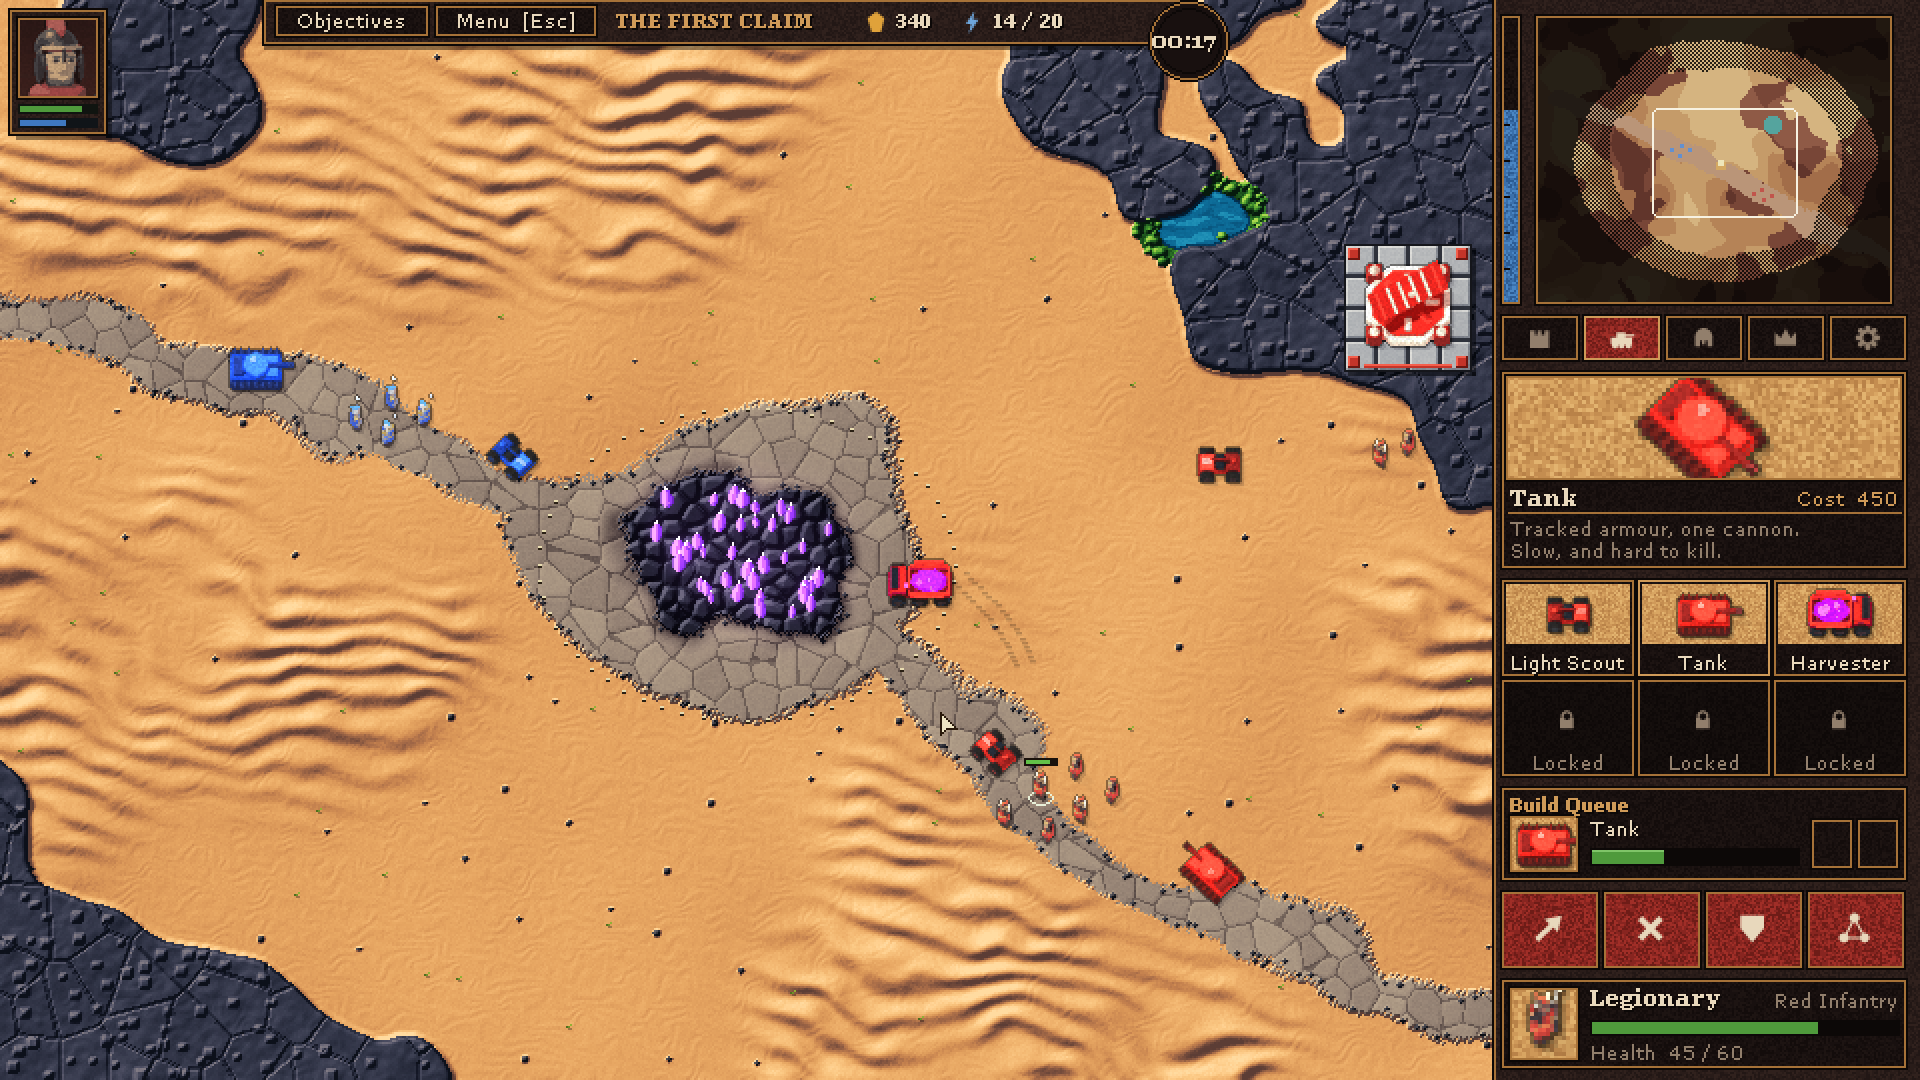 Objectives
Menu [Esc]
THE FIRST CLAIM
340
14 / 20
00:17
Tank
Cost 450
Tracked armour, one cannon.
Slow, and hard to kill.
Light Scout
Tank
Harvester
Locked
Locked
Locked
Build Queue
Tank
Legionary
Red Infantry
Health 45 / 60